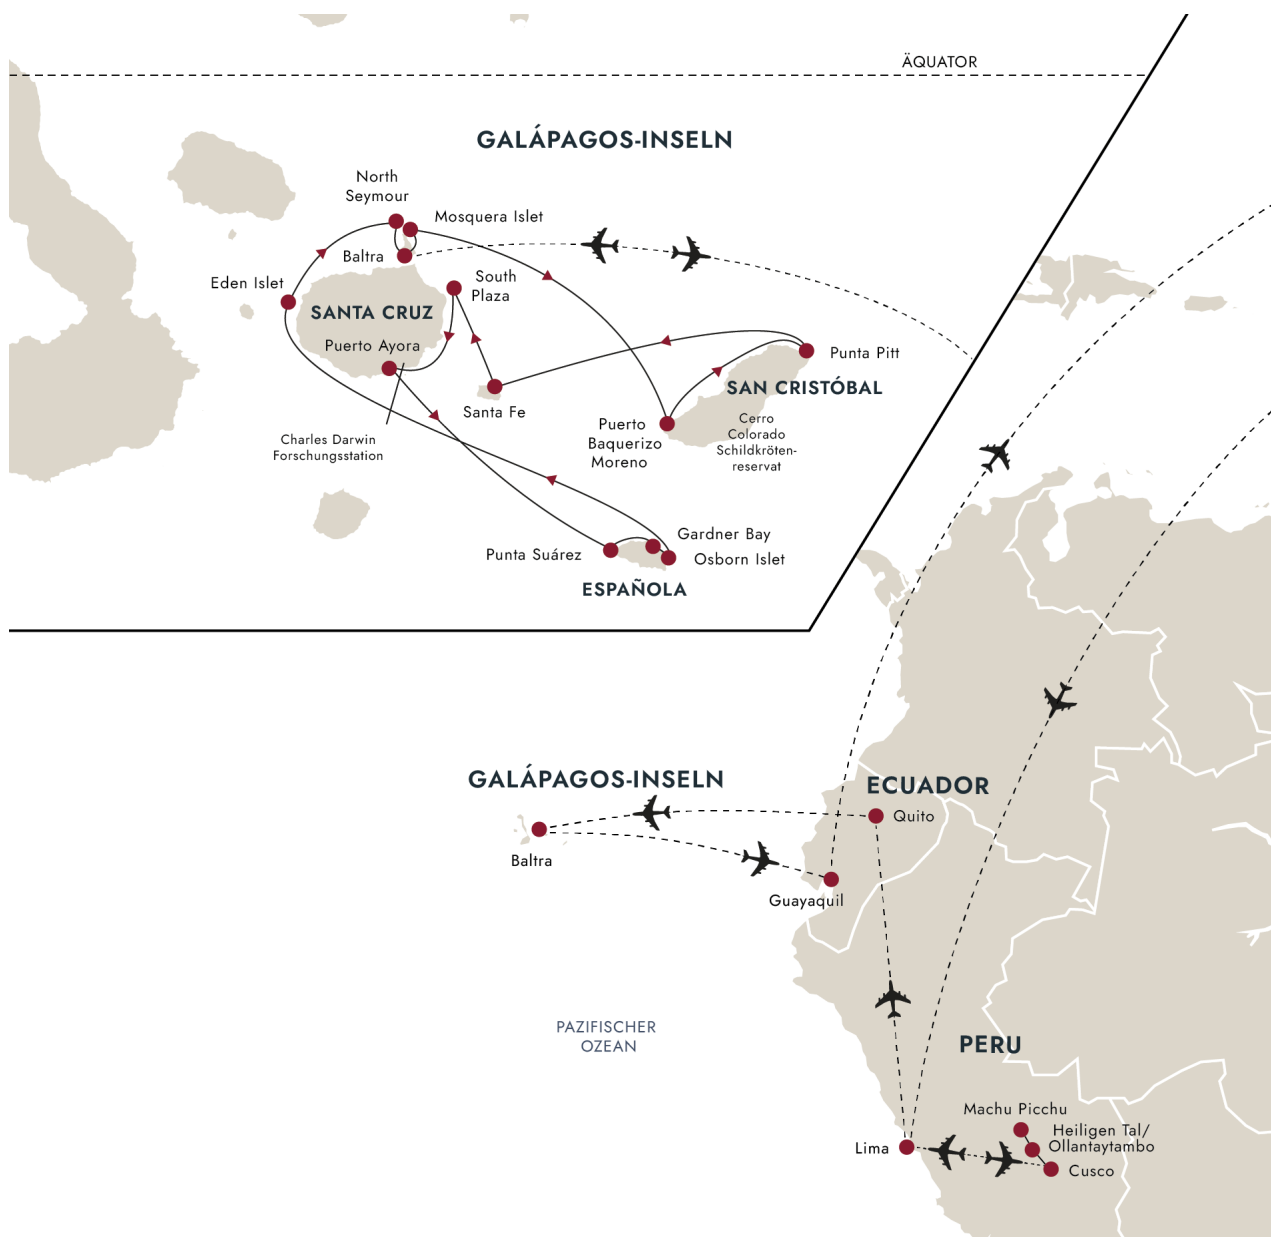 ÄQUATOR
GALÁPAGOS-INSELN
North
Seymour
Mosquera Islet
Baltra
Eden Islet
South
Plaza
SANTA CRUZ
Puerto Ayora
Punta Pitt
SAN CRISTÓBAL
Santa Fe
Puerto
Baquerizo
Moreno
Cerro
Colorado
Schildkröten-
reservat
Charles Darwin
Forschungsstation
Gardner Bay
Punta Suárez
Osborn Islet
ESPAÑOLA
GALÁPAGOS-INSELN
ECUADOR
Quito
Baltra
Guayaquil
PAZIFISCHER
OZEAN
PERU
Machu Picchu
Heiligen Tal/
Ollantaytambo
Lima
Cusco